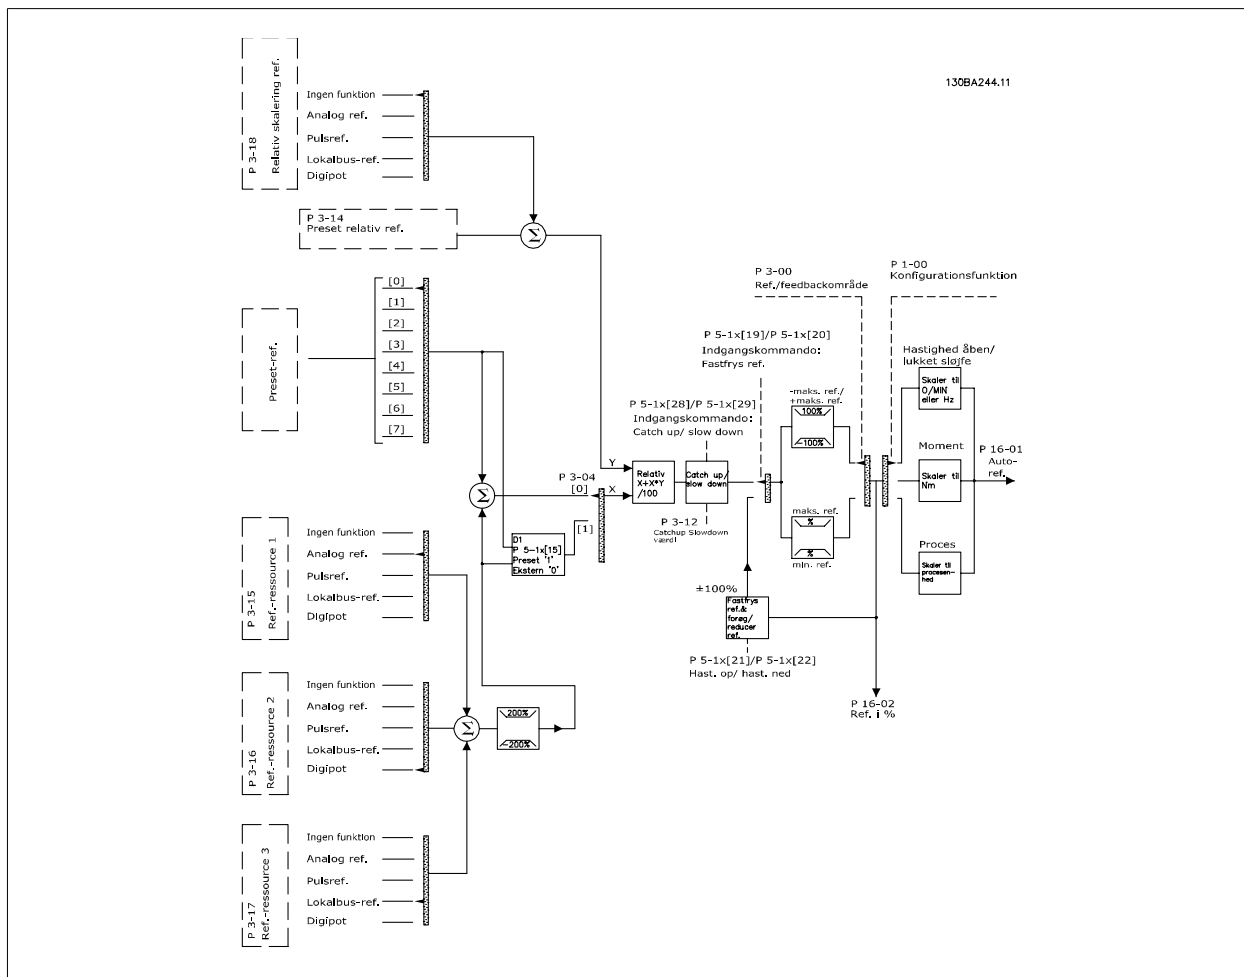 130BA244.11
P 3-18
Relativ skalering ref.
Ingen funktion
Analog ref.
Pulsref.
Lokalbus-ref.
Digipot
P 3-14
Preset relativ ref.
Σ
Preset-ref.
[0]
[1]
[2]
[3]
[4]
[5]
[6]
[7]
Σ
P 3-04
[0]
[1]
Y
X
D1
P 5-1x[15]
Preset '1'
Ekstern '0'
Relativ
X+X*Y
/100
P 5-1x[28]/P 5-1x[29]
Indgangskommando:
Catch up/ slow down
Catch up/
slow down
P 3-12
Catchup Slowdown
værdi
P 5-1x[19]/P 5-1x[20]
Indgangskommando:
Fastfrys ref.
P 3-00
Ref./feedbackområde
P 1-00
Konfigurationsfunktion
-maks. ref./
+maks. ref.
100%
-100%
maks. ref.
%
%
min. ref.
Hastighed åben/
lukket sløjfe
Skaler til
O/MIN
eller Hz
Moment
Skaler til
Nm
Proces
Skaler til
procesen-
hed
P 16-01
Auto-
ref.
±100%
Fastfrys
ref.&
forøg/
reducer
ref.
P 5-1x[21]/P 5-1x[22]
Hast. op/ hast. ned
P 16-02
Ref. i %
P 3-15
Ref.-ressource 1
Ingen funktion
Analog ref.
Pulsref.
Lokalbus-ref.
Digipot
P 3-16
Ref.-ressource 2
Ingen funktion
Analog ref.
Pulsref.
Lokalbus-ref.
Digipot
Σ
200%
-200%
P 3-17
Ref.-ressource 3
Ingen funktion
Analog ref.
Pulsref.
Lokalbus-ref.
Digipot